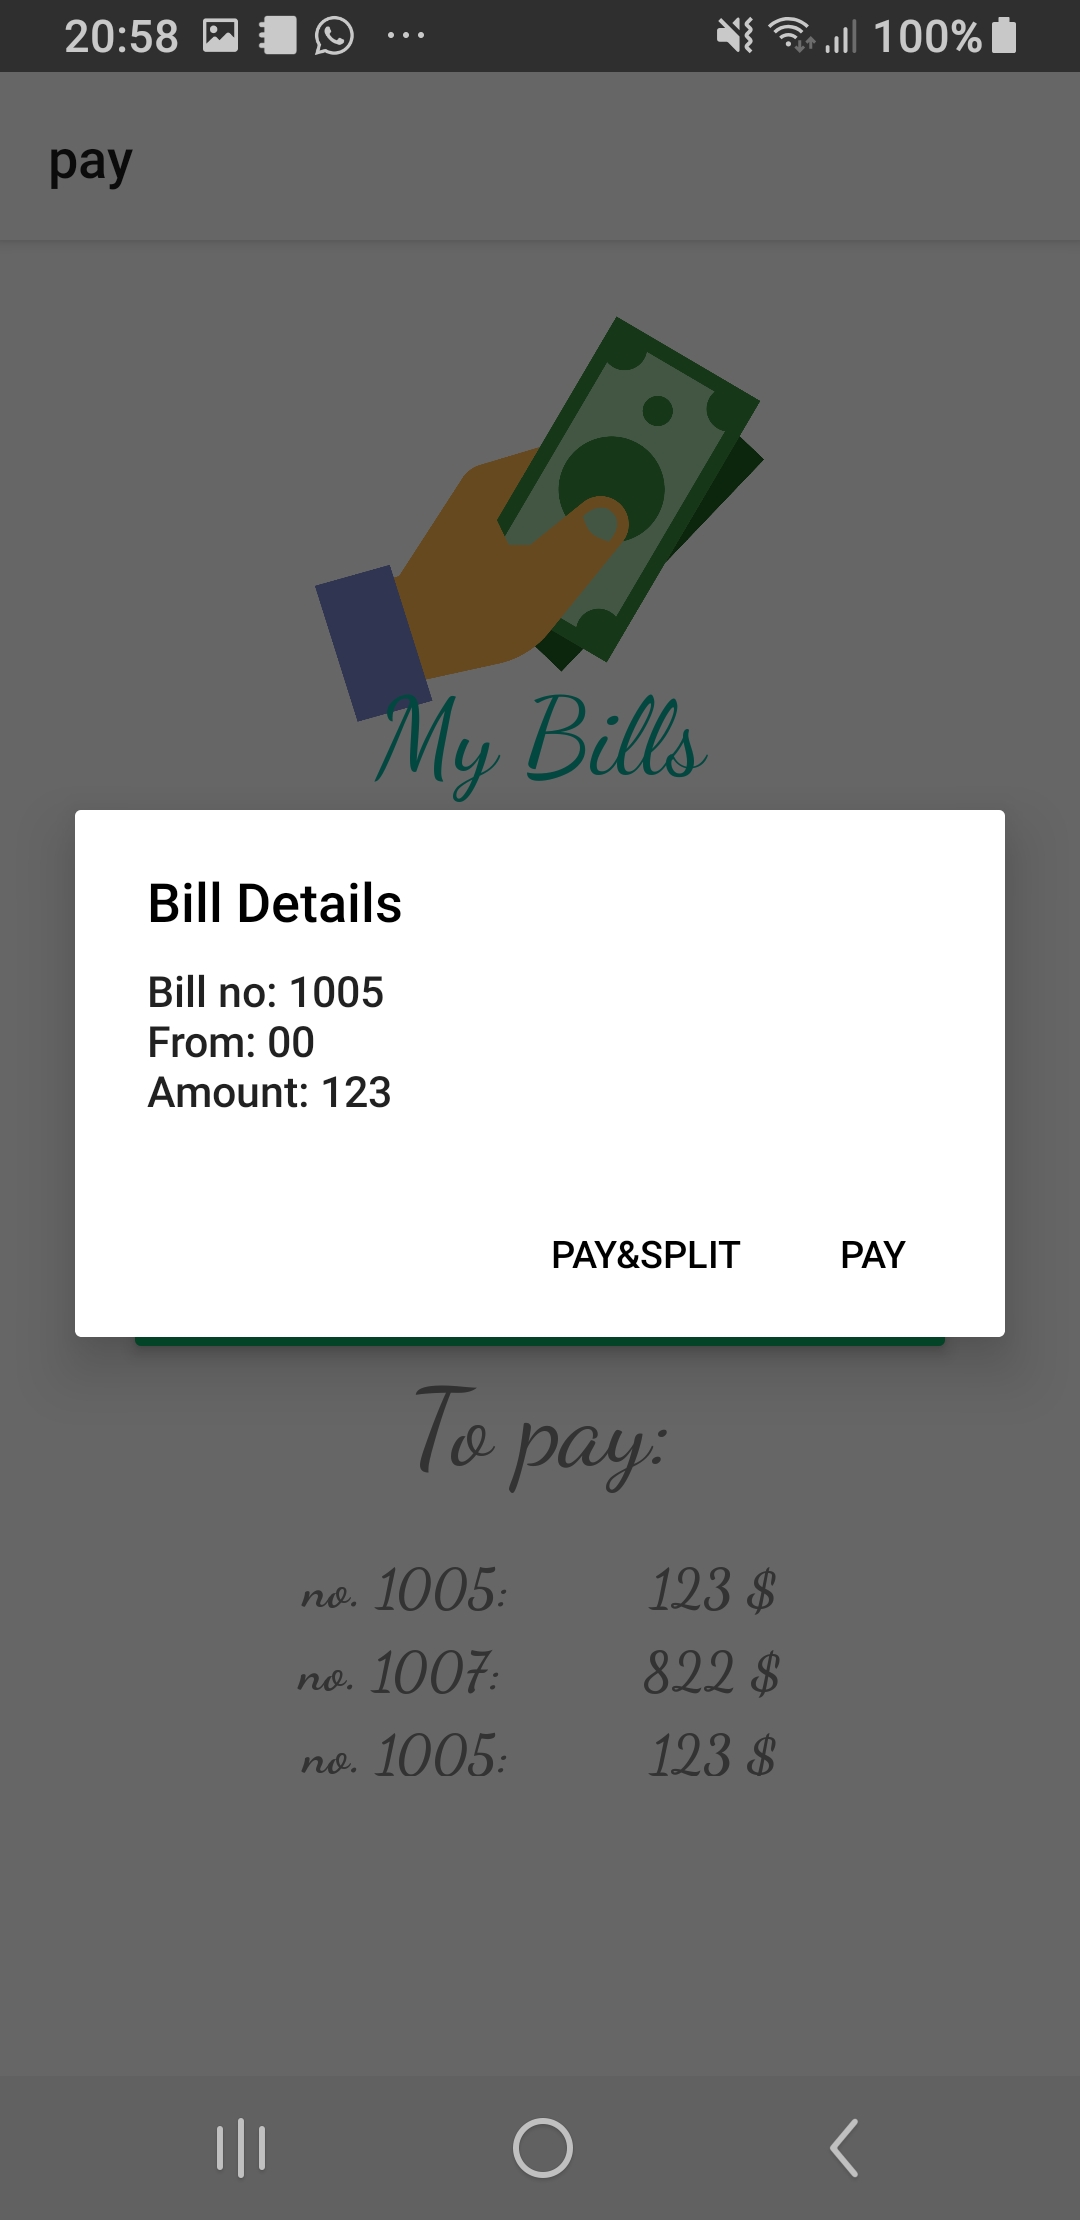 20:58 100%
pay
My Bills
Bill Details
Bill no: 1005
From: 00
Amount: 123
PAY&SPLIT PAY
To pay:
no. 1005: 123 $
no. 1007: 822 $
no. 1005: 123 $